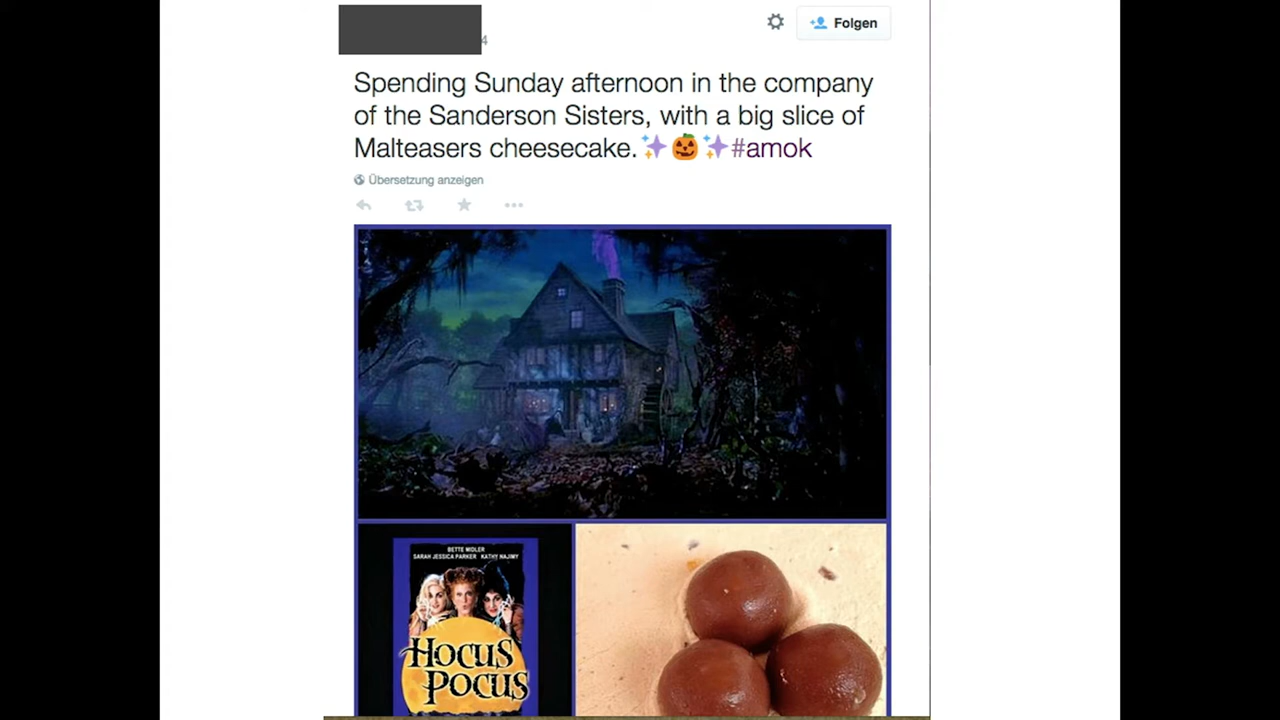 4
Folgen
Spending Sunday afternoon in the company
of the Sanderson Sisters, with a big slice of
Malteasers cheesecake.✨🎃✨#amok
Übersetzung anzeigen
BETTE MIDLER
SARAH JESSICA PARKER KATHY NAJIMY
HOCUS
POCUS